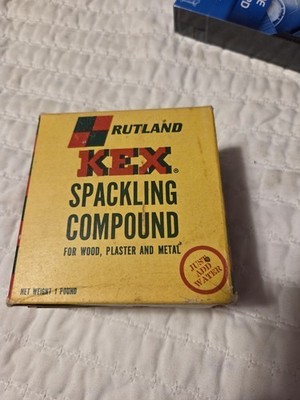 RUTLAND
KEX®
SPACKLING
COMPOUND
FOR WOOD, PLASTER AND METAL
JUST
ADD
WATER
NET WEIGHT 1 POUND